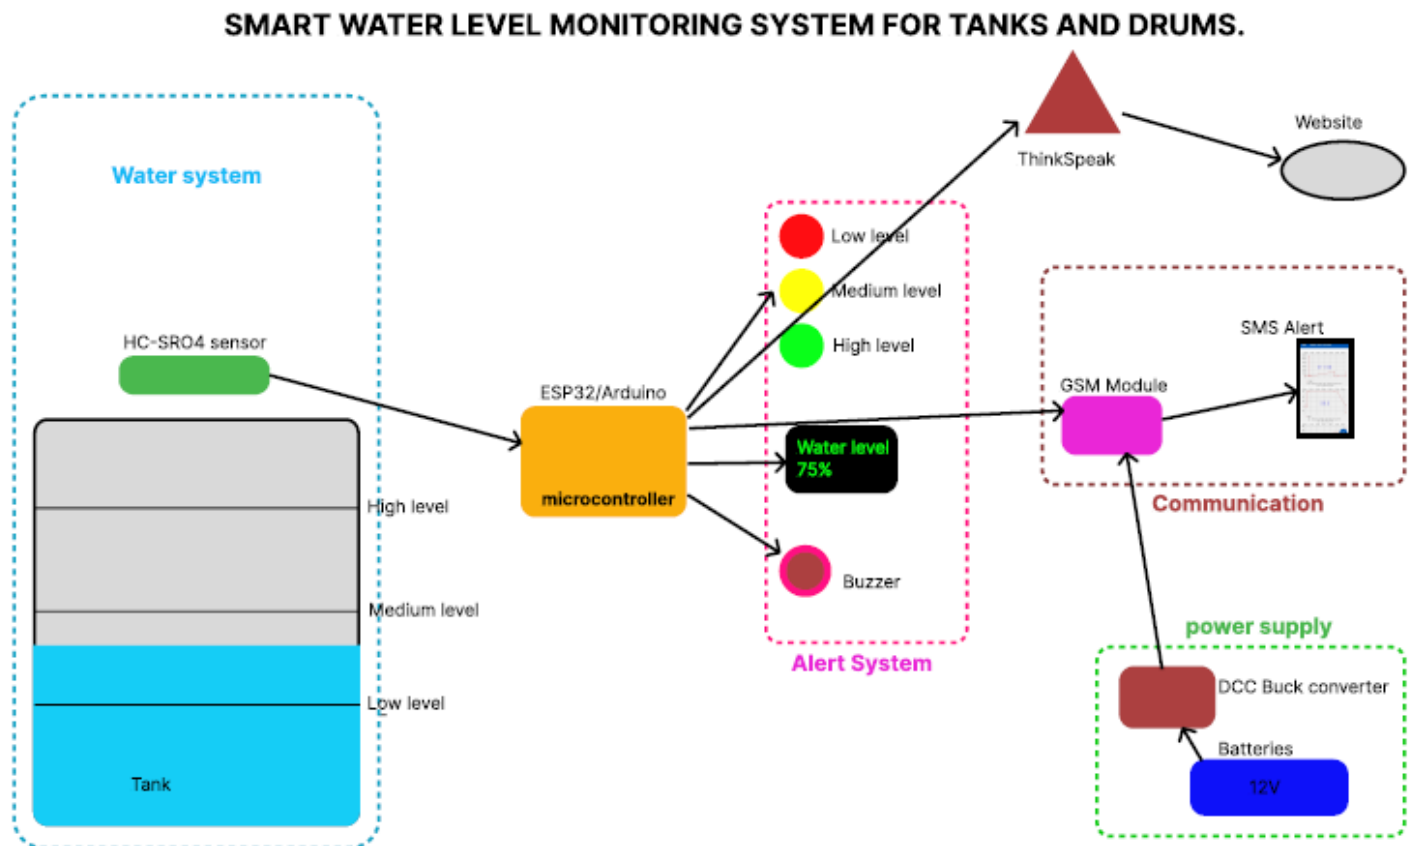 SMART WATER LEVEL MONITORING SYSTEM FOR TANKS AND DRUMS.
Water system
HC-SRO4 sensor
High level
Medium level
Low level
Tank
ESP32/Arduino
microcontroller
Low level
Medium level
High level
Water level
75%
Buzzer
Alert System
ThinkSpeak
Website
SMS Alert
GSM Module
Communication
power supply
DCC Buck converter
Batteries
12V